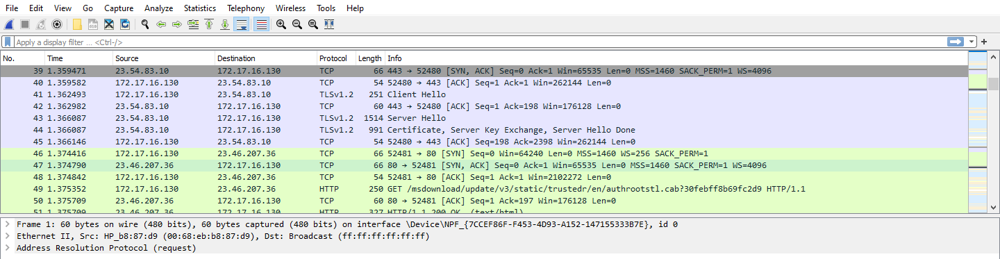 File Edit View Go Capture Analyze Statistics Telephony Wireless Tools Help
Apply a display filter ... <Ctrl-/>
No. Time Source Destination Protocol Length Info
39 1.359471 23.54.83.10 172.17.16.130 TCP 66 443 → 52480 [SYN, ACK] Seq=0 Ack=1 Win=65535 Len=0 MSS=1460 SACK_PERM=1 WS=4096
40 1.359582 172.17.16.130 23.54.83.10 TCP 54 52480 → 443 [ACK] Seq=1 Ack=1 Win=262144 Len=0
41 1.362493 172.17.16.130 23.54.83.10 TLSv1.2 251 Client Hello
42 1.362982 23.54.83.10 172.17.16.130 TCP 60 443 → 52480 [ACK] Seq=1 Ack=198 Win=176128 Len=0
43 1.366087 23.54.83.10 172.17.16.130 TLSv1.2 1514 Server Hello
44 1.366087 23.54.83.10 172.17.16.130 TLSv1.2 991 Certificate, Server Key Exchange, Server Hello Done
45 1.366146 172.17.16.130 23.54.83.10 TCP 54 52480 → 443 [ACK] Seq=198 Ack=2398 Win=262144 Len=0
46 1.374416 172.17.16.130 23.46.207.36 TCP 66 52481 → 80 [SYN] Seq=0 Win=64240 Len=0 MSS=1460 WS=256 SACK_PERM=1
47 1.374790 23.46.207.36 172.17.16.130 TCP 66 80 → 52481 [SYN, ACK] Seq=0 Ack=1 Win=65535 Len=0 MSS=1460 SACK_PERM=1 WS=4096
48 1.374842 172.17.16.130 23.46.207.36 TCP 54 52481 → 80 [ACK] Seq=1 Ack=1 Win=2102272 Len=0
49 1.375352 172.17.16.130 23.46.207.36 HTTP 250 GET /msdownload/update/v3/static/trustedr/en/authrootstl.cab?30febff8b69fc2d9 HTTP/1.1
50 1.375709 23.46.207.36 172.17.16.130 TCP 60 80 → 52481 [ACK] Seq=1 Ack=197 Win=176128 Len=0
51 1.375709 23.46.207.36 172.17.16.130 HTTP 327 HTTP/1.1 200 OK (text/html)
Frame 1: 60 bytes on wire (480 bits), 60 bytes captured (480 bits) on interface \Device\NPF_{7CCEF86F-F453-4D93-A152-147155333B7E}, id 0
Ethernet II, Src: HP_b8:87:d9 (00:68:eb:b8:87:d9), Dst: Broadcast (ff:ff:ff:ff:ff:ff)
Address Resolution Protocol (request)